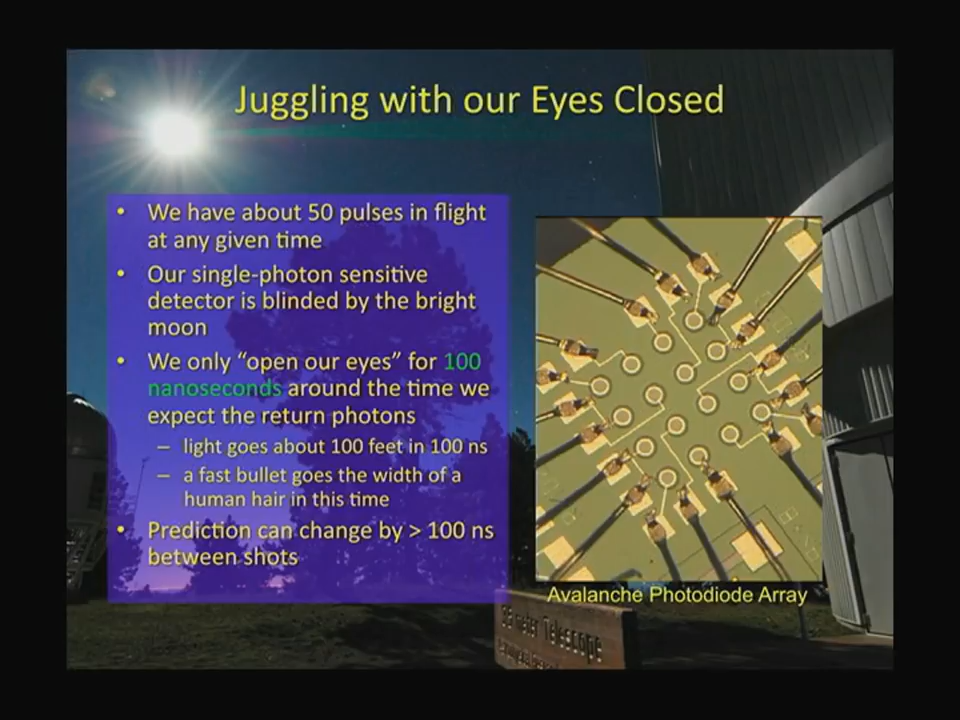 Juggling with our Eyes Closed
• We have about 50 pulses in flight
at any given time
• Our single-photon sensitive
detector is blinded by the bright
moon
• We only “open our eyes” for 100
nanoseconds around the time we
expect the return photons
– light goes about 100 feet in 100 ns
– a fast bullet goes the width of a
human hair in this time
• Prediction can change by > 100 ns
between shots
Avalanche Photodiode Array
meter Telescope